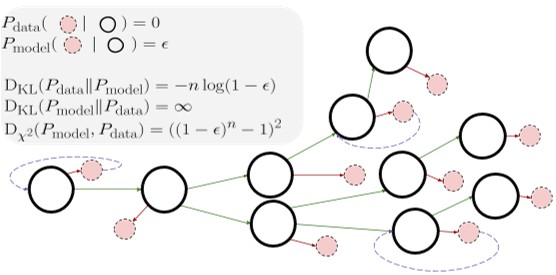 P_data( | ) = 0
P_model( | ) = ϵ
D_KL(P_data∥P_model) = −n log(1 − ϵ)
D_KL(P_model∥P_data) = ∞
D_χ²(P_model, P_data) = ((1 − ϵ)^n − 1)²